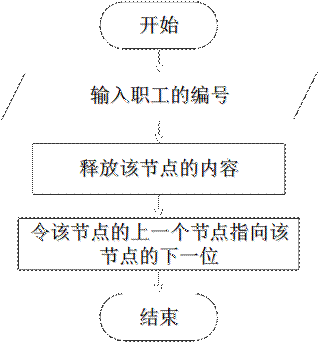 开始
输入职工的编号
释放该节点的内容
令该节点的上一个节点指向该
节点的下一位
结束